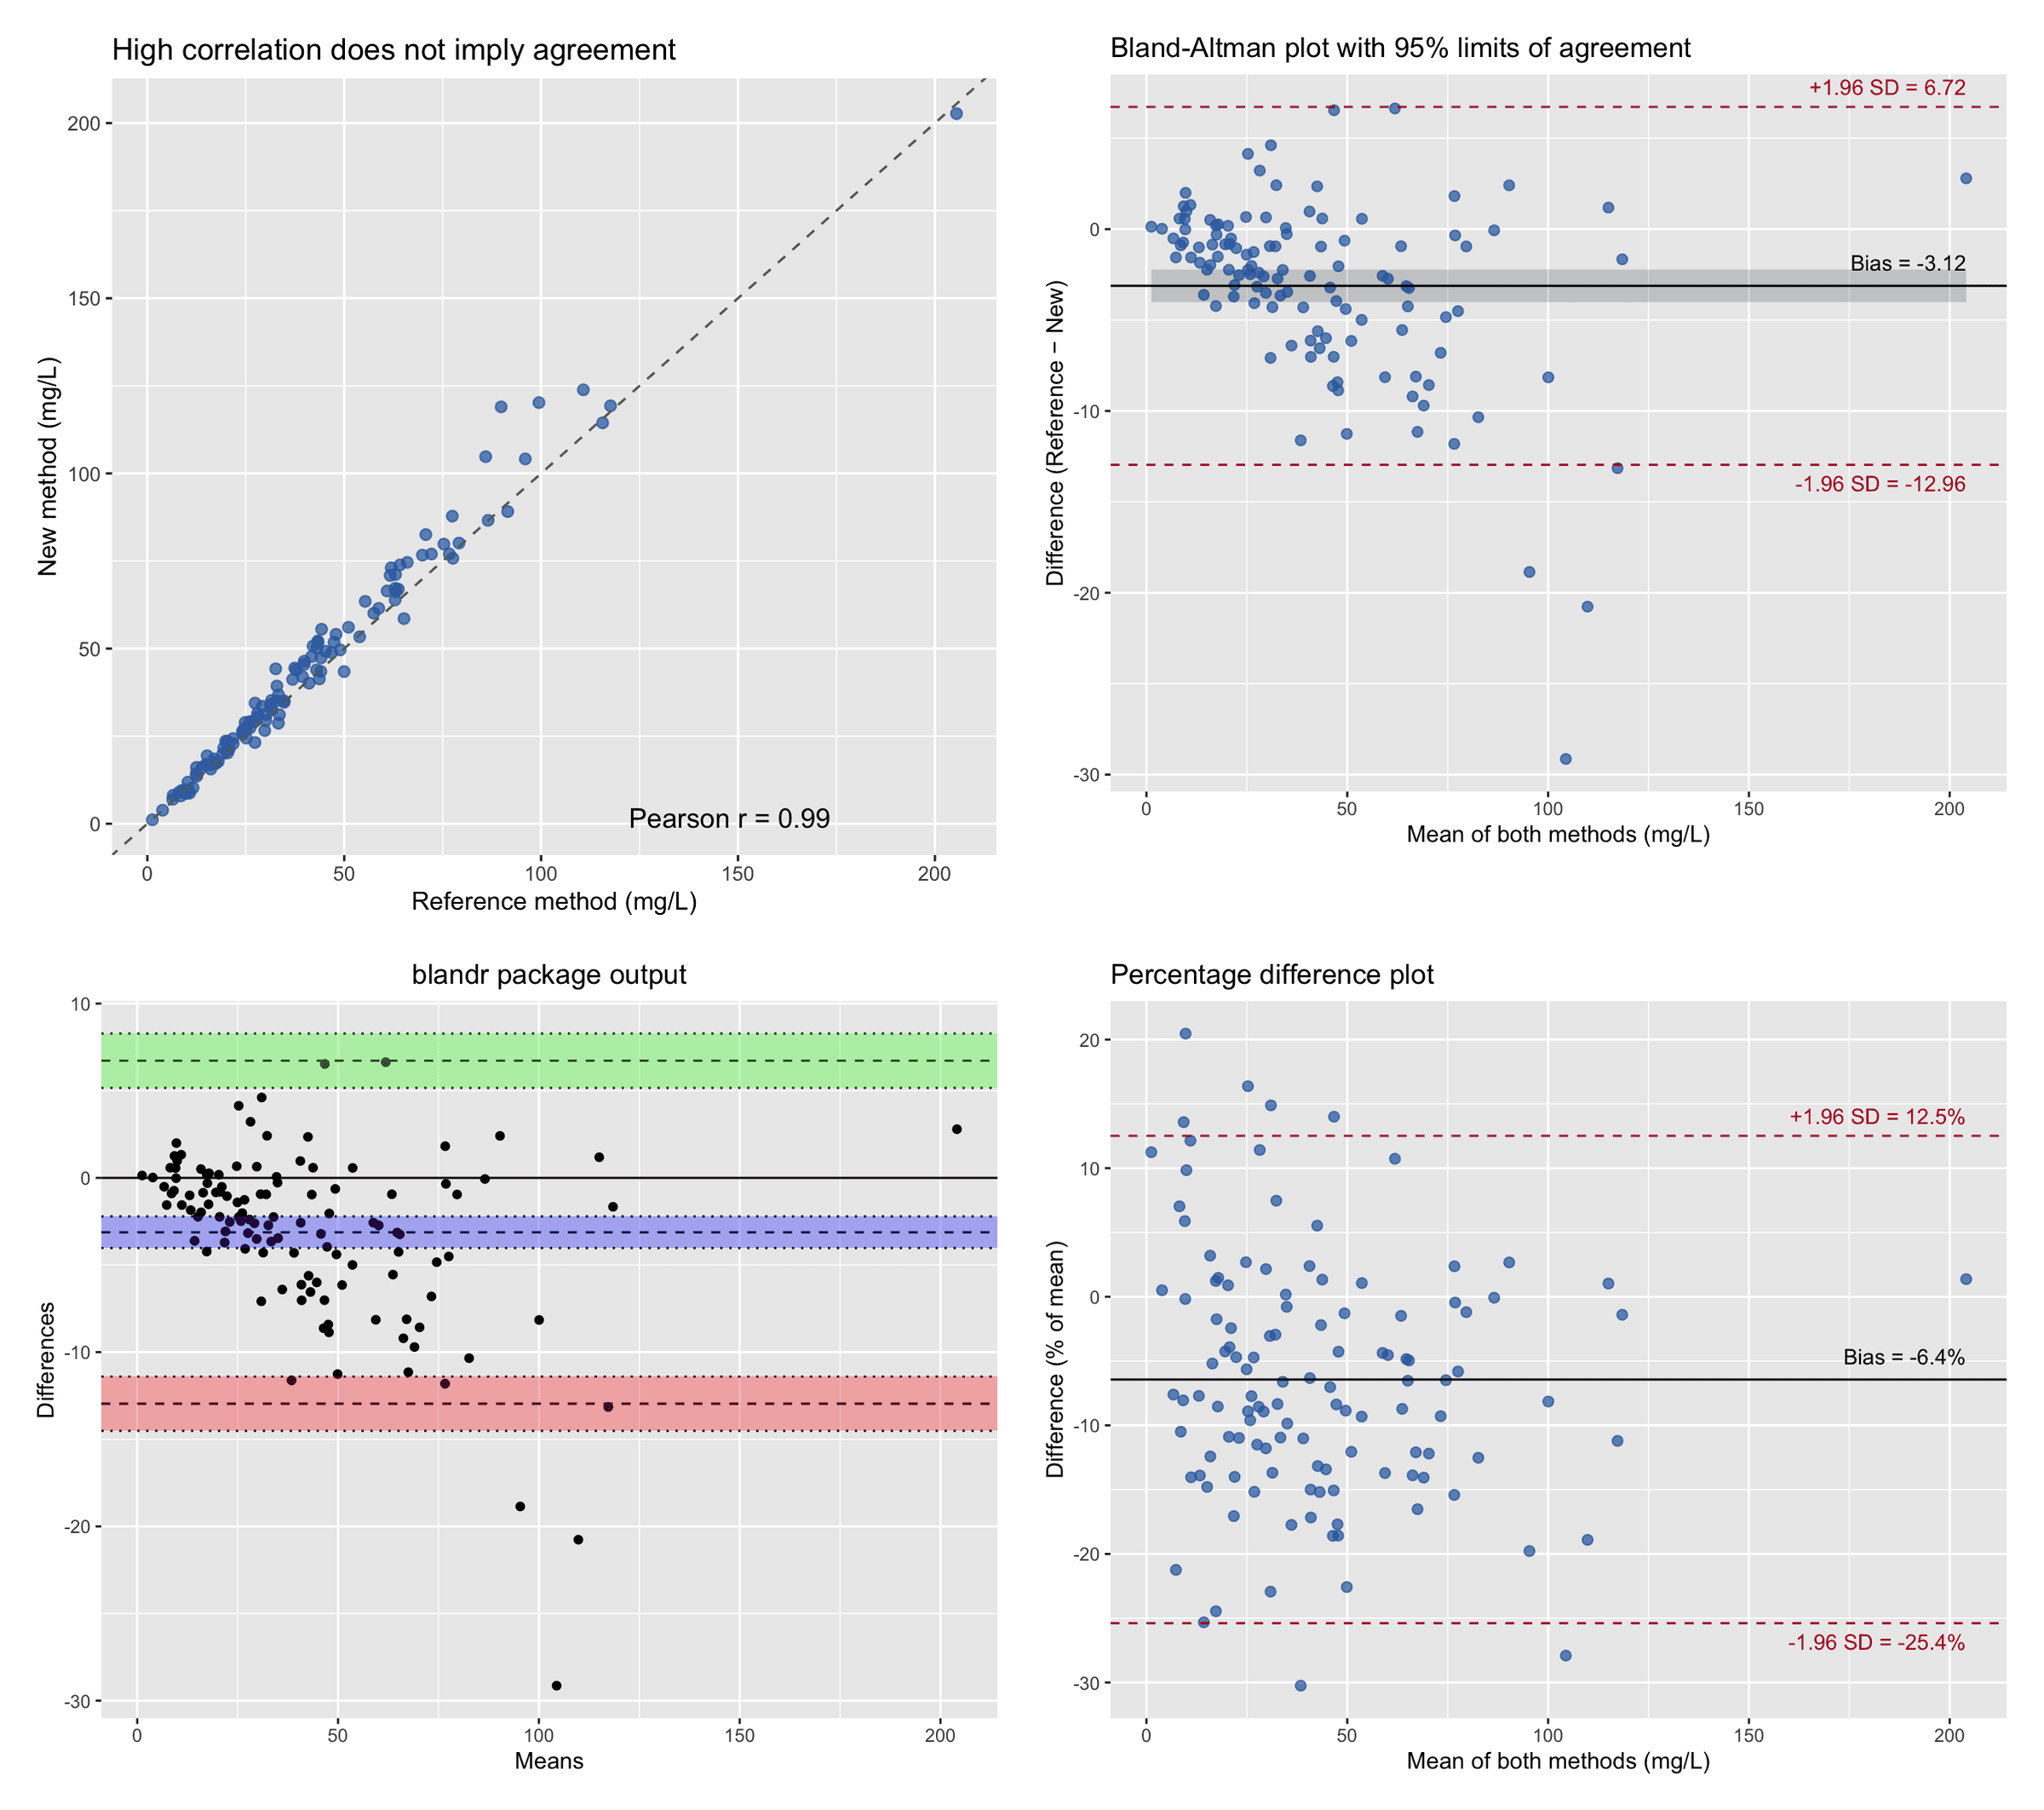 High correlation does not imply agreement
200
150
100
50
0
New method (mg/L)
Pearson r = 0.99
0 50 100 150 200
Reference method (mg/L)
Bland-Altman plot with 95% limits of agreement
+1.96 SD = 6.72
0
Bias = -3.12
-10
-1.96 SD = -12.96
-20
-30
Difference (Reference − New)
0 50 100 150 200
Mean of both methods (mg/L)
blandr package output
10
0
-10
-20
-30
Differences
0 50 100 150 200
Means
Percentage difference plot
20
+1.96 SD = 12.5%
10
0
Bias = -6.4%
-10
-20
-1.96 SD = -25.4%
-30
Difference (% of mean)
0 50 100 150 200
Mean of both methods (mg/L)